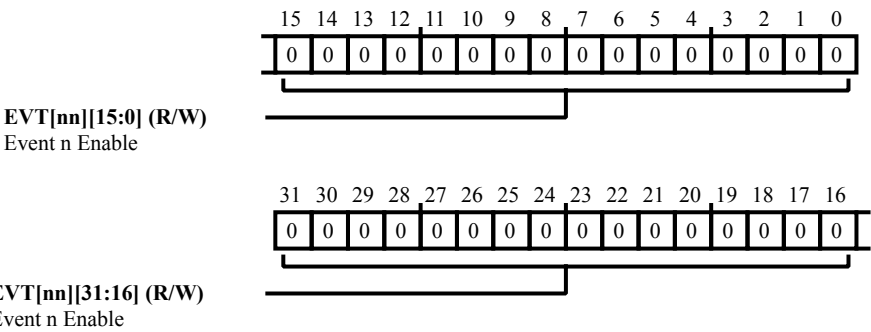 15 14 13 12 11 10 9 8 7 6 5 4 3 2 1 0
0 0 0 0 0 0 0 0 0 0 0 0 0 0 0 0
EVT[nn][15:0] (R/W)
Event n Enable
31 30 29 28 27 26 25 24 23 22 21 20 19 18 17 16
0 0 0 0 0 0 0 0 0 0 0 0 0 0 0 0
EVT[nn][31:16] (R/W)
Event n Enable